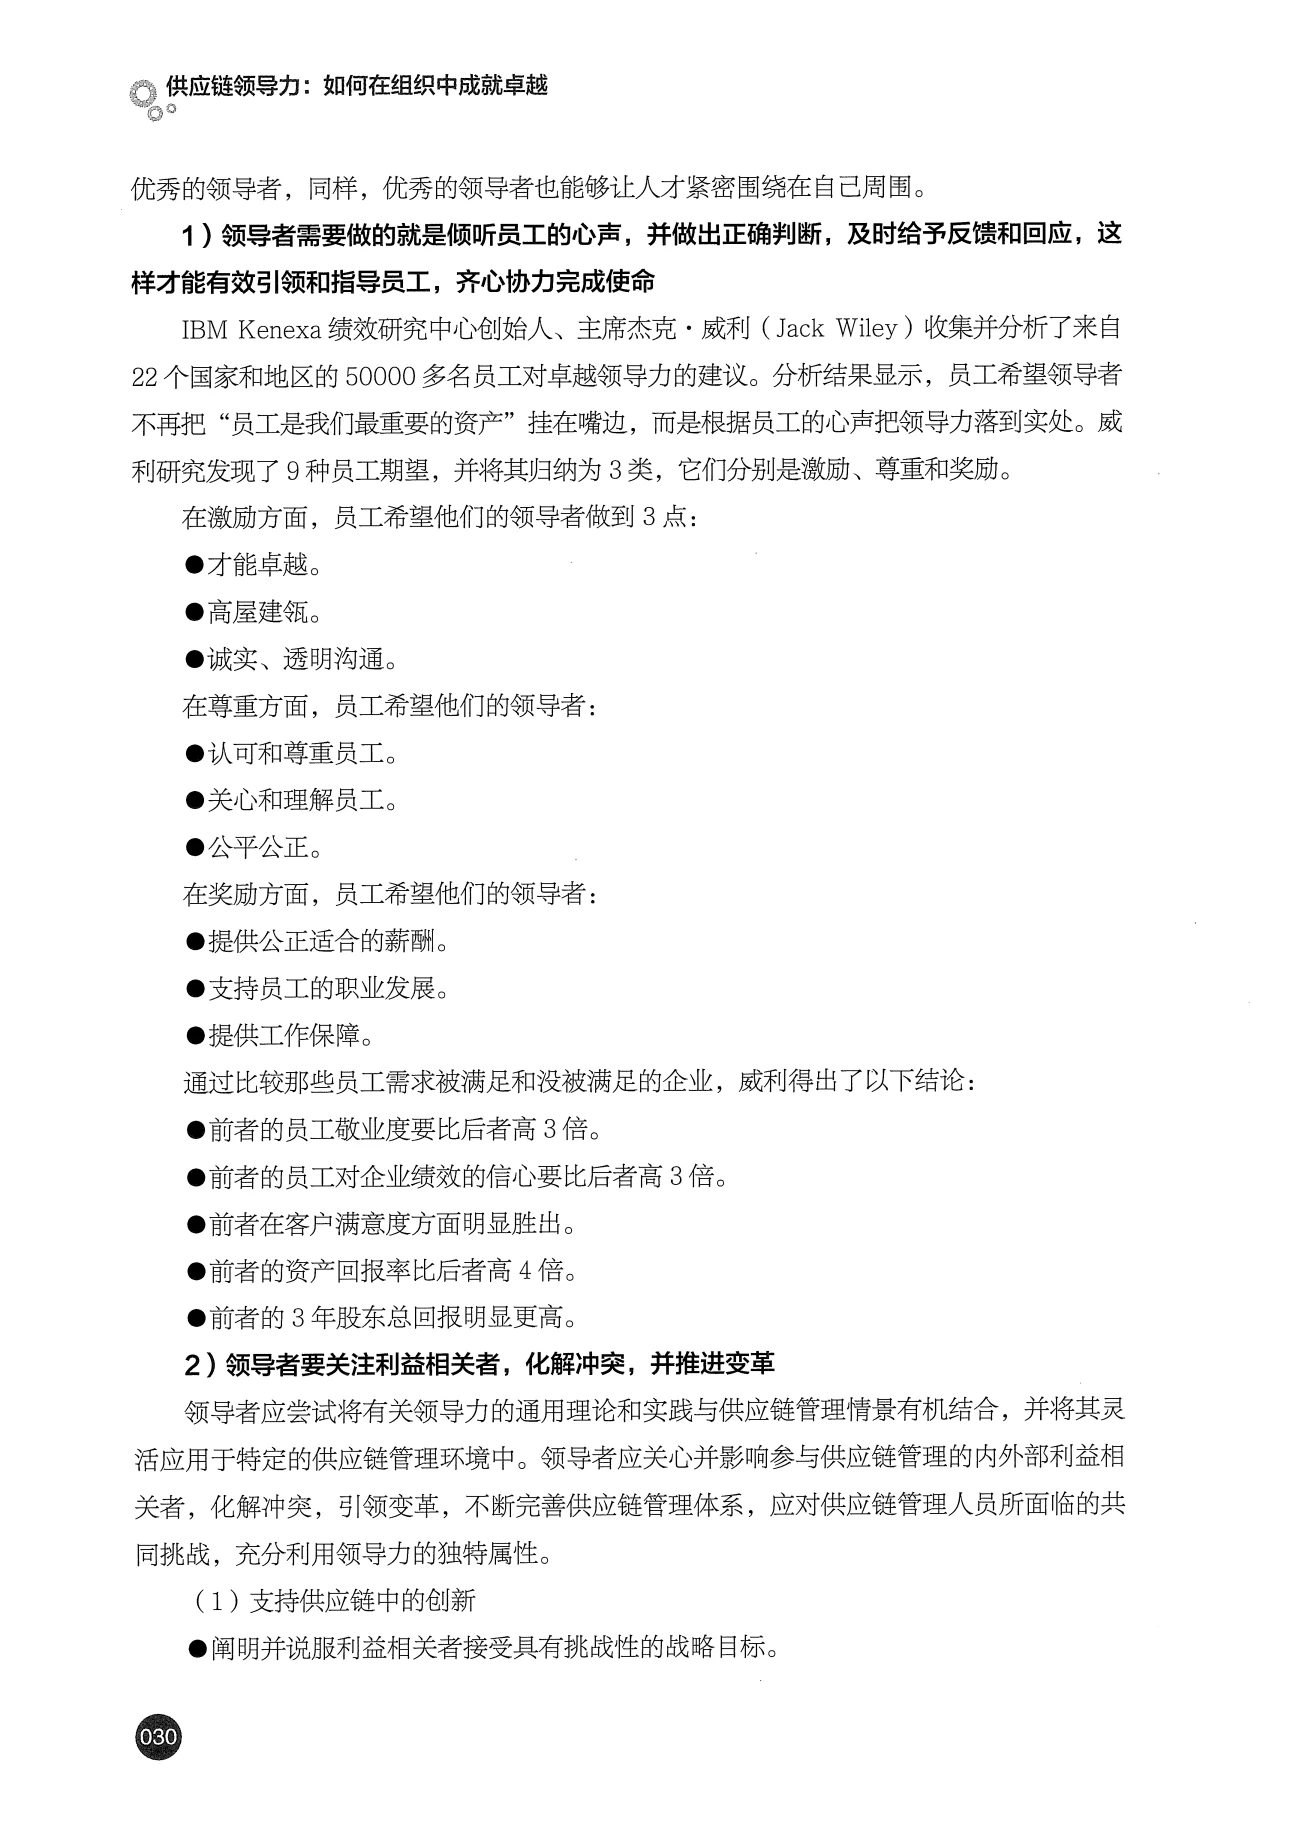 供应链领导力：如何在组织中成就卓越
优秀的领导者，同样，优秀的领导者也能够让人才紧密围绕在自己周围。
1）领导者需要做的就是倾听员工的心声，并做出正确判断，及时给予反馈和回应，这
样才能有效引领和指导员工，齐心协力完成使命
IBM Kenexa 绩效研究中心创始人、主席杰克·威利（Jack Wiley）收集并分析了来自
22 个国家和地区的 50000 多名员工对卓越领导力的建议。分析结果显示，员工希望领导者
不再把“员工是我们最重要的资产”挂在嘴边，而是根据员工的心声把领导力落到实处。威
利研究发现了 9 种员工期望，并将其归纳为 3 类，它们分别是激励、尊重和奖励。
在激励方面，员工希望他们的领导者做到 3 点：
●才能卓越。
●高屋建瓴。
●诚实、透明沟通。
在尊重方面，员工希望他们的领导者：
●认可和尊重员工。
●关心和理解员工。
●公平公正。
在奖励方面，员工希望他们的领导者：
●提供公正适合的薪酬。
●支持员工的职业发展。
●提供工作保障。
通过比较那些员工需求被满足和没被满足的企业，威利得出了以下结论：
●前者的员工敬业度要比后者高 3 倍。
●前者的员工对企业绩效的信心要比后者高 3 倍。
●前者在客户满意度方面明显胜出。
●前者的资产回报率比后者高 4 倍。
●前者的 3 年股东总回报明显更高。
2）领导者要关注利益相关者，化解冲突，并推进变革
领导者应尝试将有关领导力的通用理论和实践与供应链管理情景有机结合，并将其灵
活应用于特定的供应链管理环境中。领导者应关心并影响参与供应链管理的内外部利益相
关者，化解冲突，引领变革，不断完善供应链管理体系，应对供应链管理人员所面临的共
同挑战，充分利用领导力的独特属性。
（1）支持供应链中的创新
●阐明并说服利益相关者接受具有挑战性的战略目标。
030